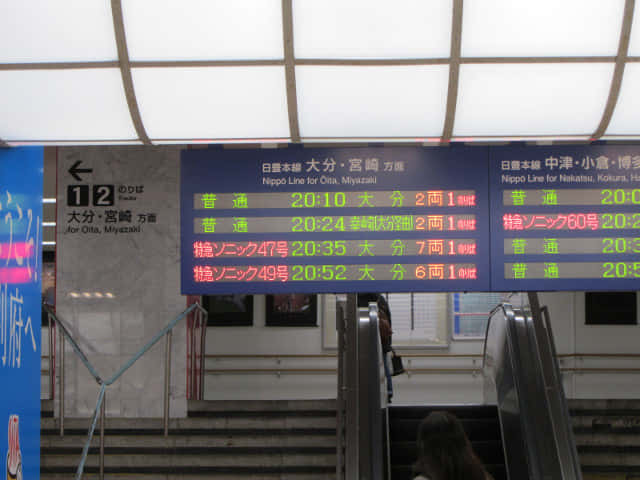 1 2 のりば
Tracks
大分・宮崎 方面
for Oita, Miyazaki
日豊本線 大分・宮崎 方面
Nippō Line for Oita, Miyazaki
普通 20:10 大分 2両 1のりば
普通 20:24 幸崎(大分経由) 2両 1のりば
特急ソニック47号 20:35 大分 7両 1のりば
特急ソニック49号 20:52 大分 6両 1のりば
日豊本線 中津・小倉・博多
Nippō Line for Nakatsu, Kokura, Ha
普通 20:
特急ソニック60号 20:
普通 20:
普通 20:5
府へ